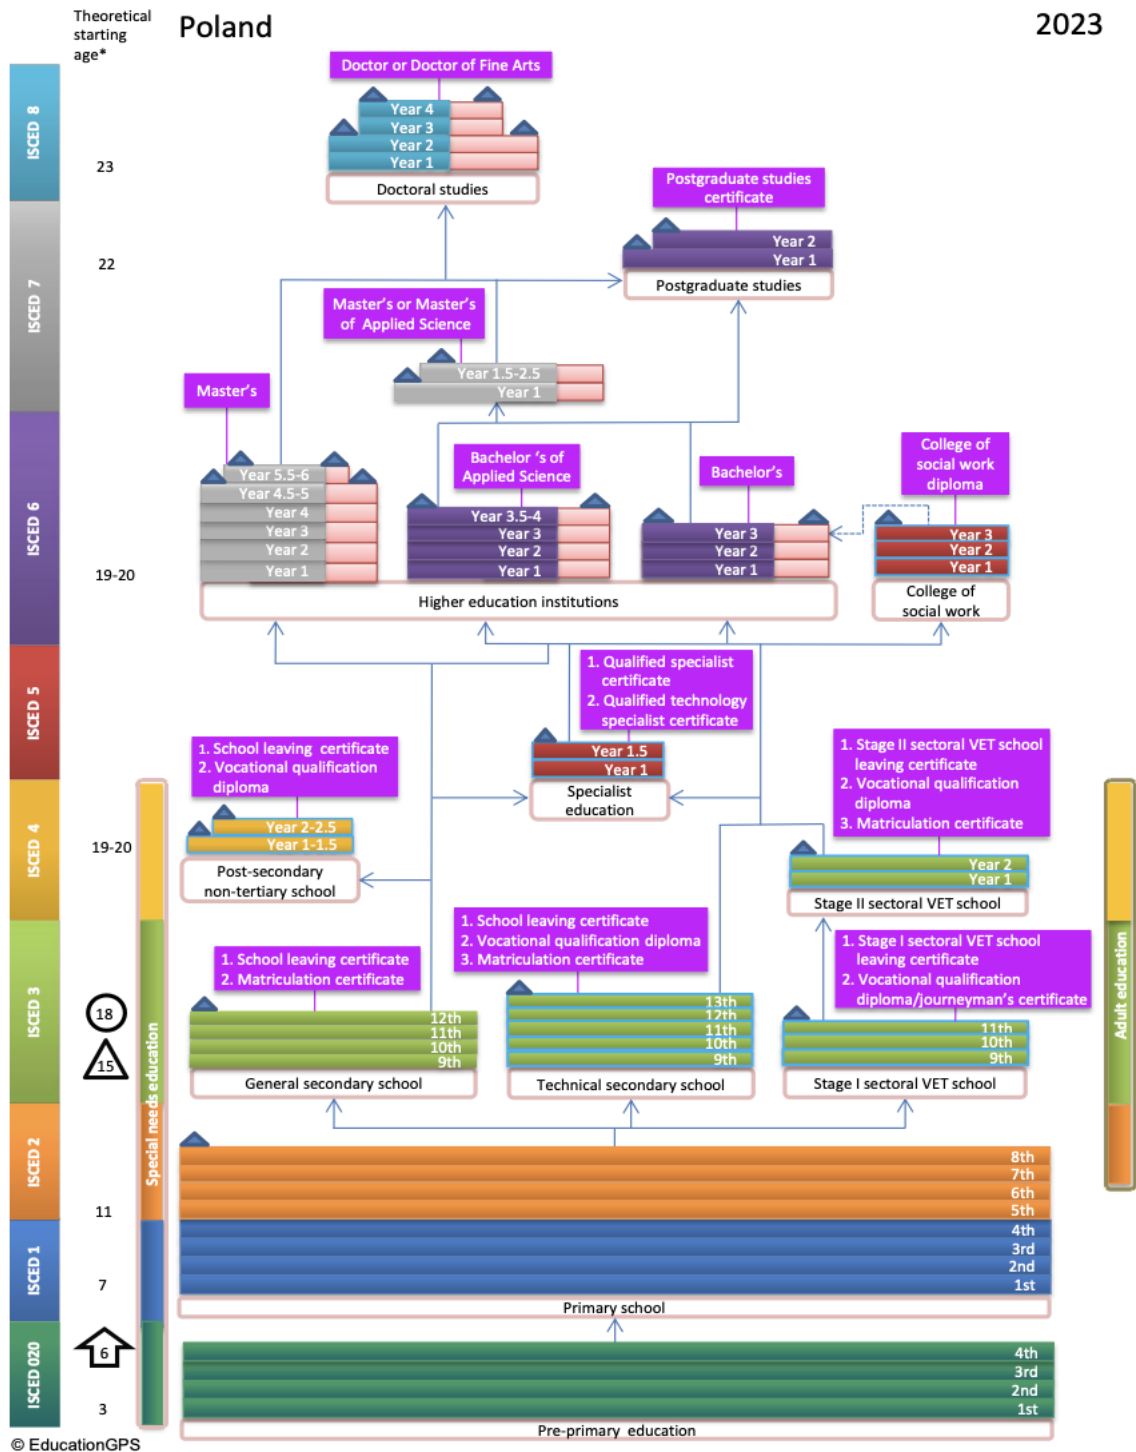 Theoretical
starting
age*
Poland
2023
Doctor or Doctor of Fine Arts
ISCED 8
Year 4
Year 3
Year 2
Year 1
23
Doctoral studies
Postgraduate studies
certificate
ISCED 7
22
Year 2
Year 1
Postgraduate studies
Master's or Master's
of Applied Science
Year 1.5-2.5
Year 1
Master's
ISCED 6
Bachelor 's of
Applied Science
Bachelor's
College of
social work
diploma
Year 5.5-6
Year 4.5-5
Year 4
Year 3
Year 2
Year 1
Year 3.5-4
Year 3
Year 2
Year 1
Year 3
Year 2
Year 1
Year 3
Year 2
Year 1
19-20
Higher education institutions
College of
social work
ISCED 5
1. Qualified specialist
certificate
2. Qualified technology
specialist certificate
Year 1.5
Year 1
Specialist
education
1. School leaving certificate
2. Vocational qualification
diploma
1. Stage II sectoral VET school
leaving certificate
2. Vocational qualification
diploma
3. Matriculation certificate
ISCED 4
19-20
Year 2-2.5
Year 1-1.5
Post-secondary
non-tertiary school
Year 2
Year 1
Stage II sectoral VET school
ISCED 3
1. School leaving certificate
2. Matriculation certificate
1. School leaving certificate
2. Vocational qualification diploma
3. Matriculation certificate
1. Stage I sectoral VET school
leaving certificate
2. Vocational qualification
diploma/journeyman's certificate
18
15
12th
11th
10th
9th
General secondary school
13th
12th
11th
10th
9th
Technical secondary school
11th
10th
9th
Stage I sectoral VET school
Special needs education
Adult education
ISCED 2
11
8th
7th
6th
5th
ISCED 1
7
4th
3rd
2nd
1st
Primary school
ISCED 020
6
3
4th
3rd
2nd
1st
Pre-primary education
© EducationGPS